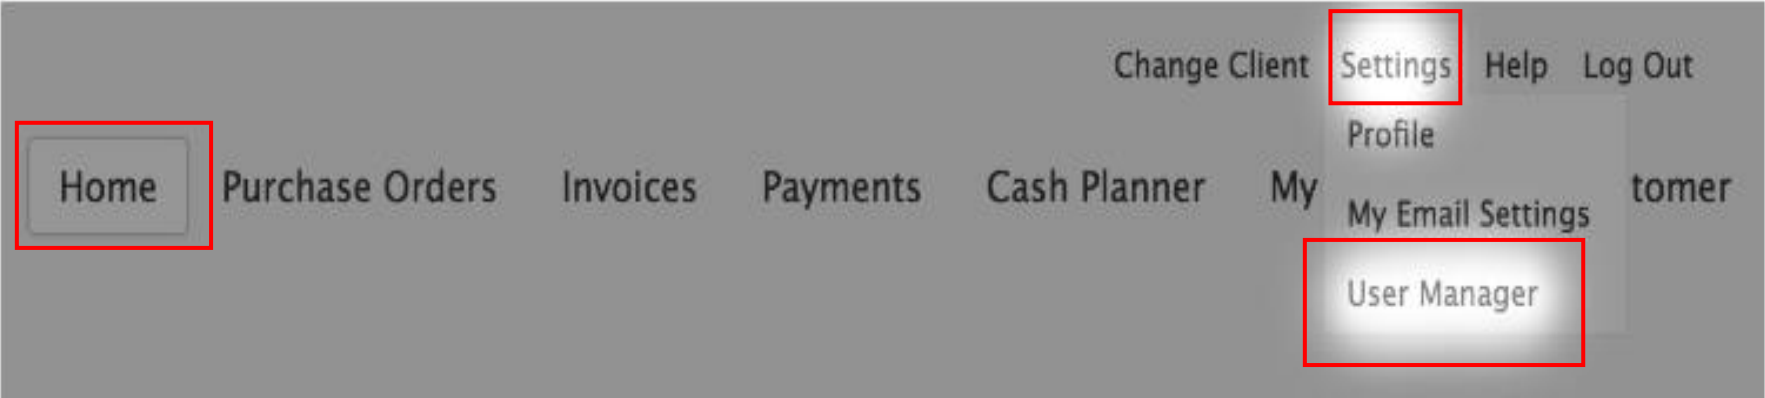 Change Client Settings Help Log Out
Profile
Home Purchase Orders Invoices Payments Cash Planner My tomer
My Email Settings
User Manager